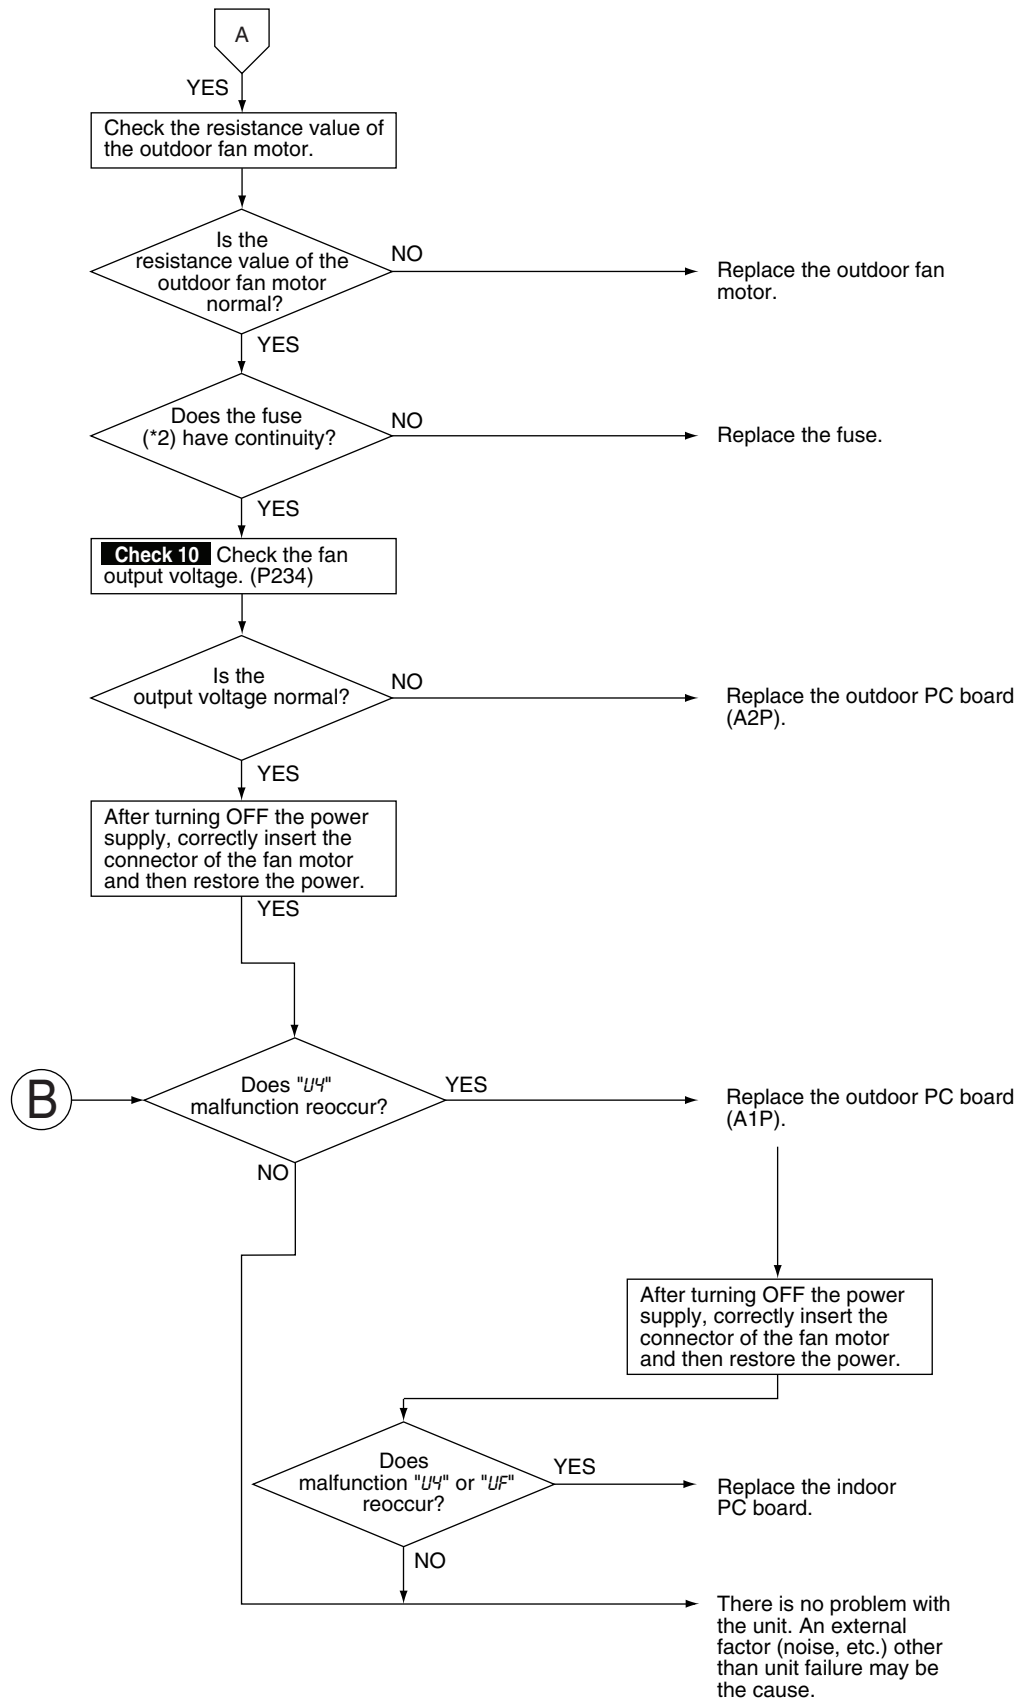 A
YES
Check the resistance value of
the outdoor fan motor.
Is the
resistance value of the
outdoor fan motor
normal?
NO
Replace the outdoor fan
motor.
YES
Does the fuse
(*2) have continuity?
NO
Replace the fuse.
YES
Check 10 Check the fan
output voltage. (P234)
Is the
output voltage normal?
NO
Replace the outdoor PC board
(A2P).
YES
After turning OFF the power
supply, correctly insert the
connector of the fan motor
and then restore the power.
YES
B
Does "U4"
malfunction reoccur?
YES
Replace the outdoor PC board
(A1P).
NO
After turning OFF the power
supply, correctly insert the
connector of the fan motor
and then restore the power.
Does
malfunction "U4" or "UF"
reoccur?
YES
Replace the indoor
PC board.
NO
There is no problem with
the unit. An external
factor (noise, etc.) other
than unit failure may be
the cause.